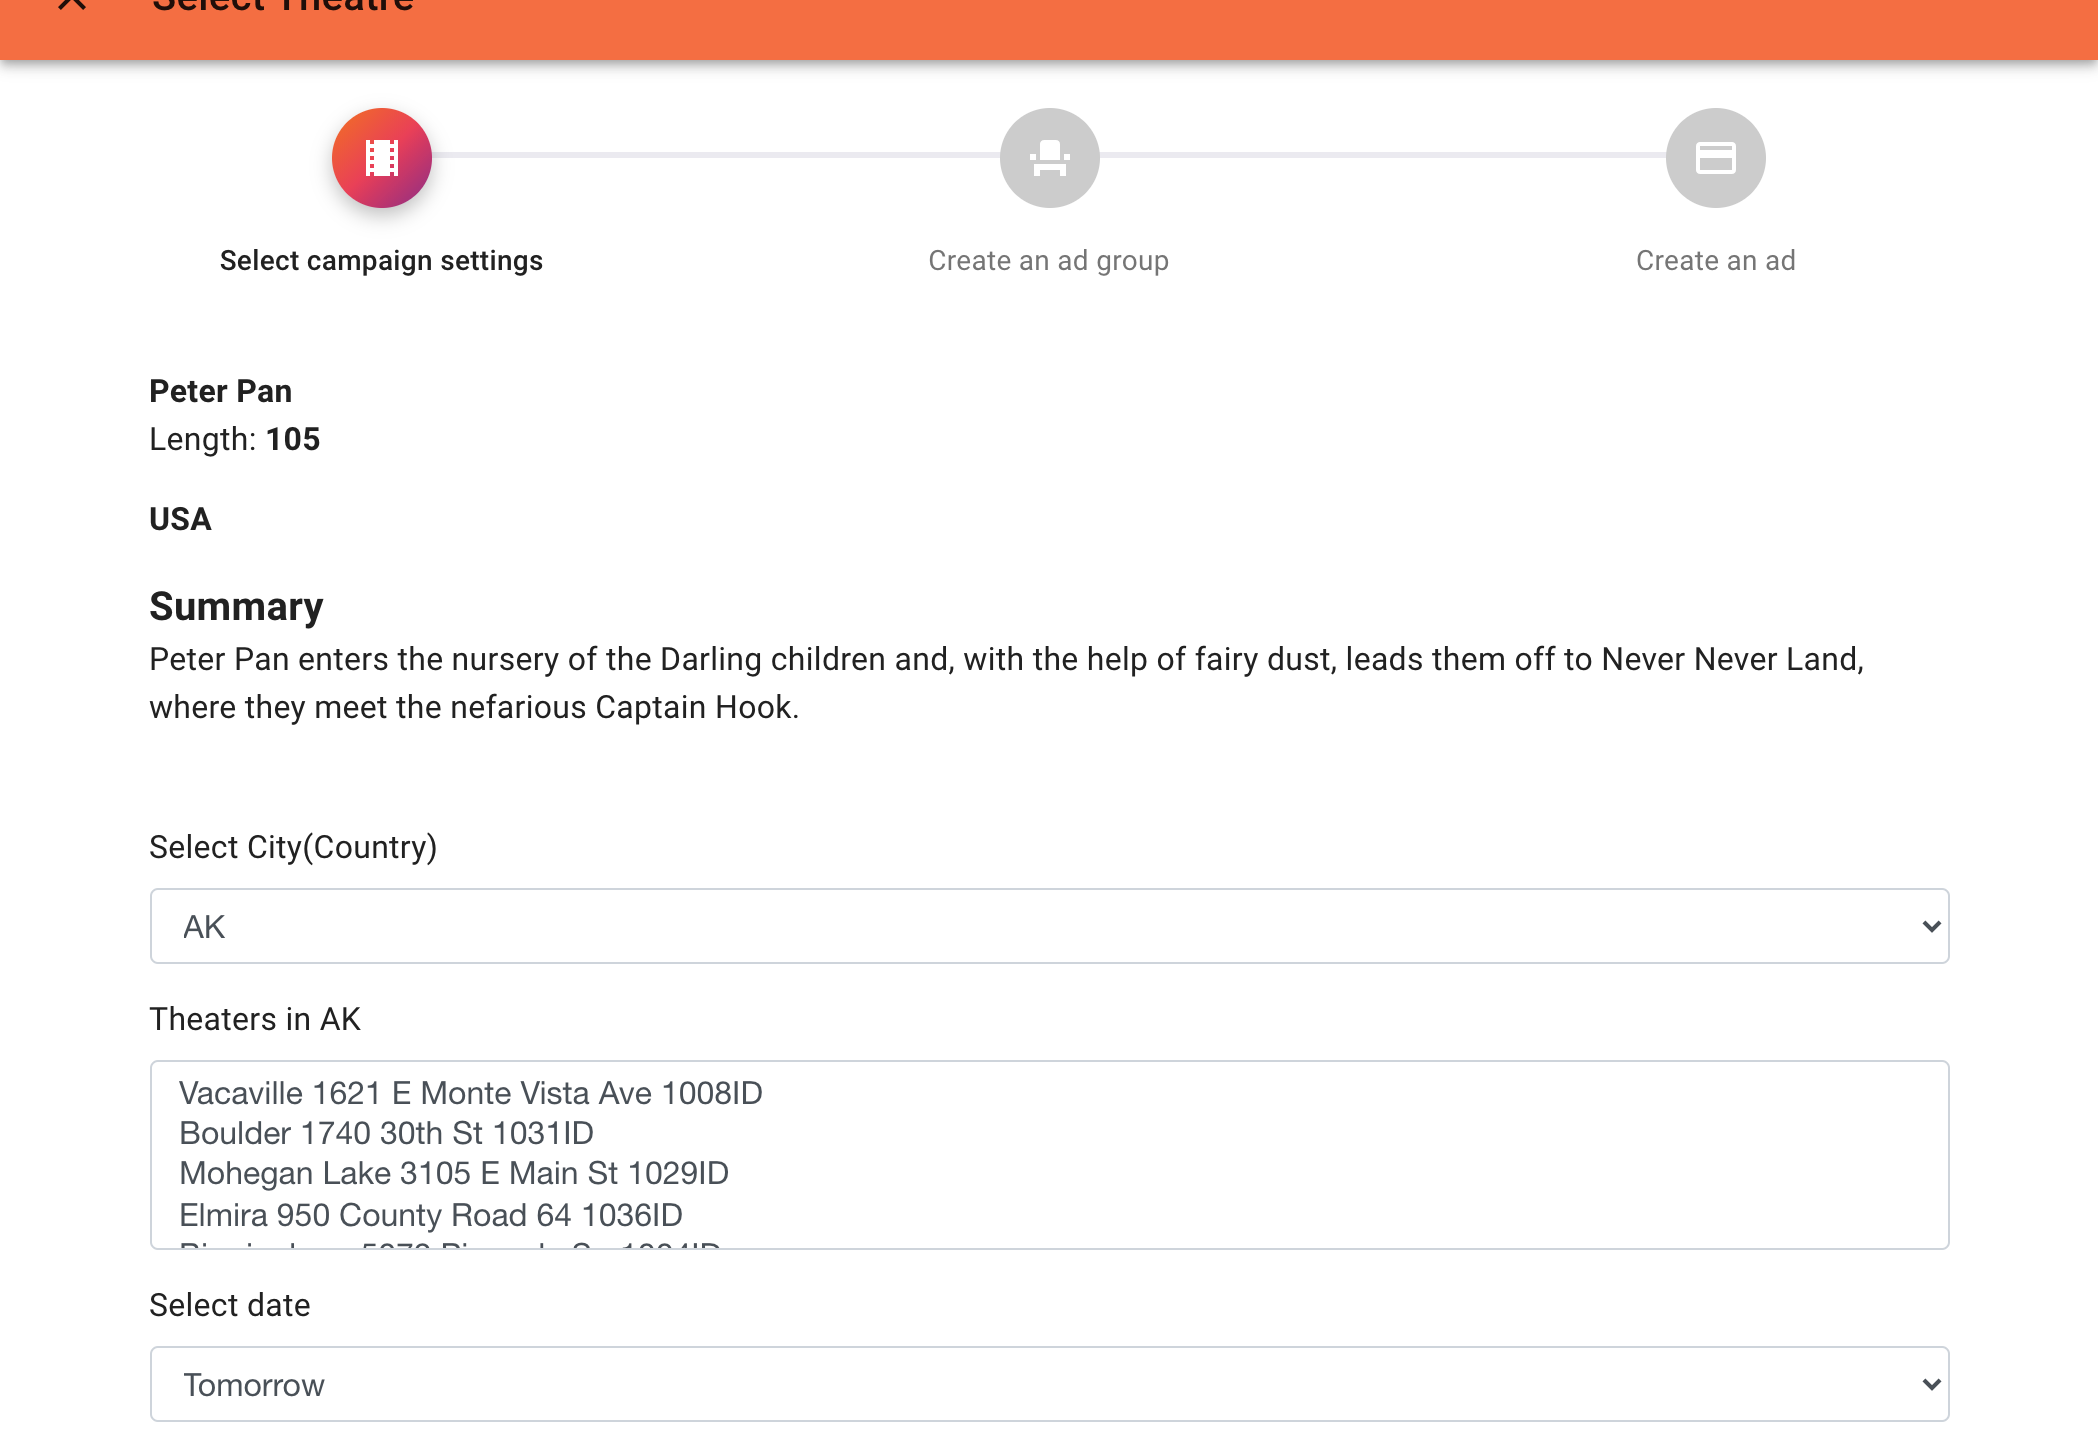 Select Theatre
Select campaign settings
Create an ad group
Create an ad
Peter Pan
Length: 105
USA
Summary
Peter Pan enters the nursery of the Darling children and, with the help of fairy dust, leads them off to Never Never Land,
where they meet the nefarious Captain Hook.
Select City(Country)
AK
Theaters in AK
Vacaville 1621 E Monte Vista Ave 1008ID
Boulder 1740 30th St 1031ID
Mohegan Lake 3105 E Main St 1029ID
Elmira 950 County Road 64 1036ID
Select date
Tomorrow